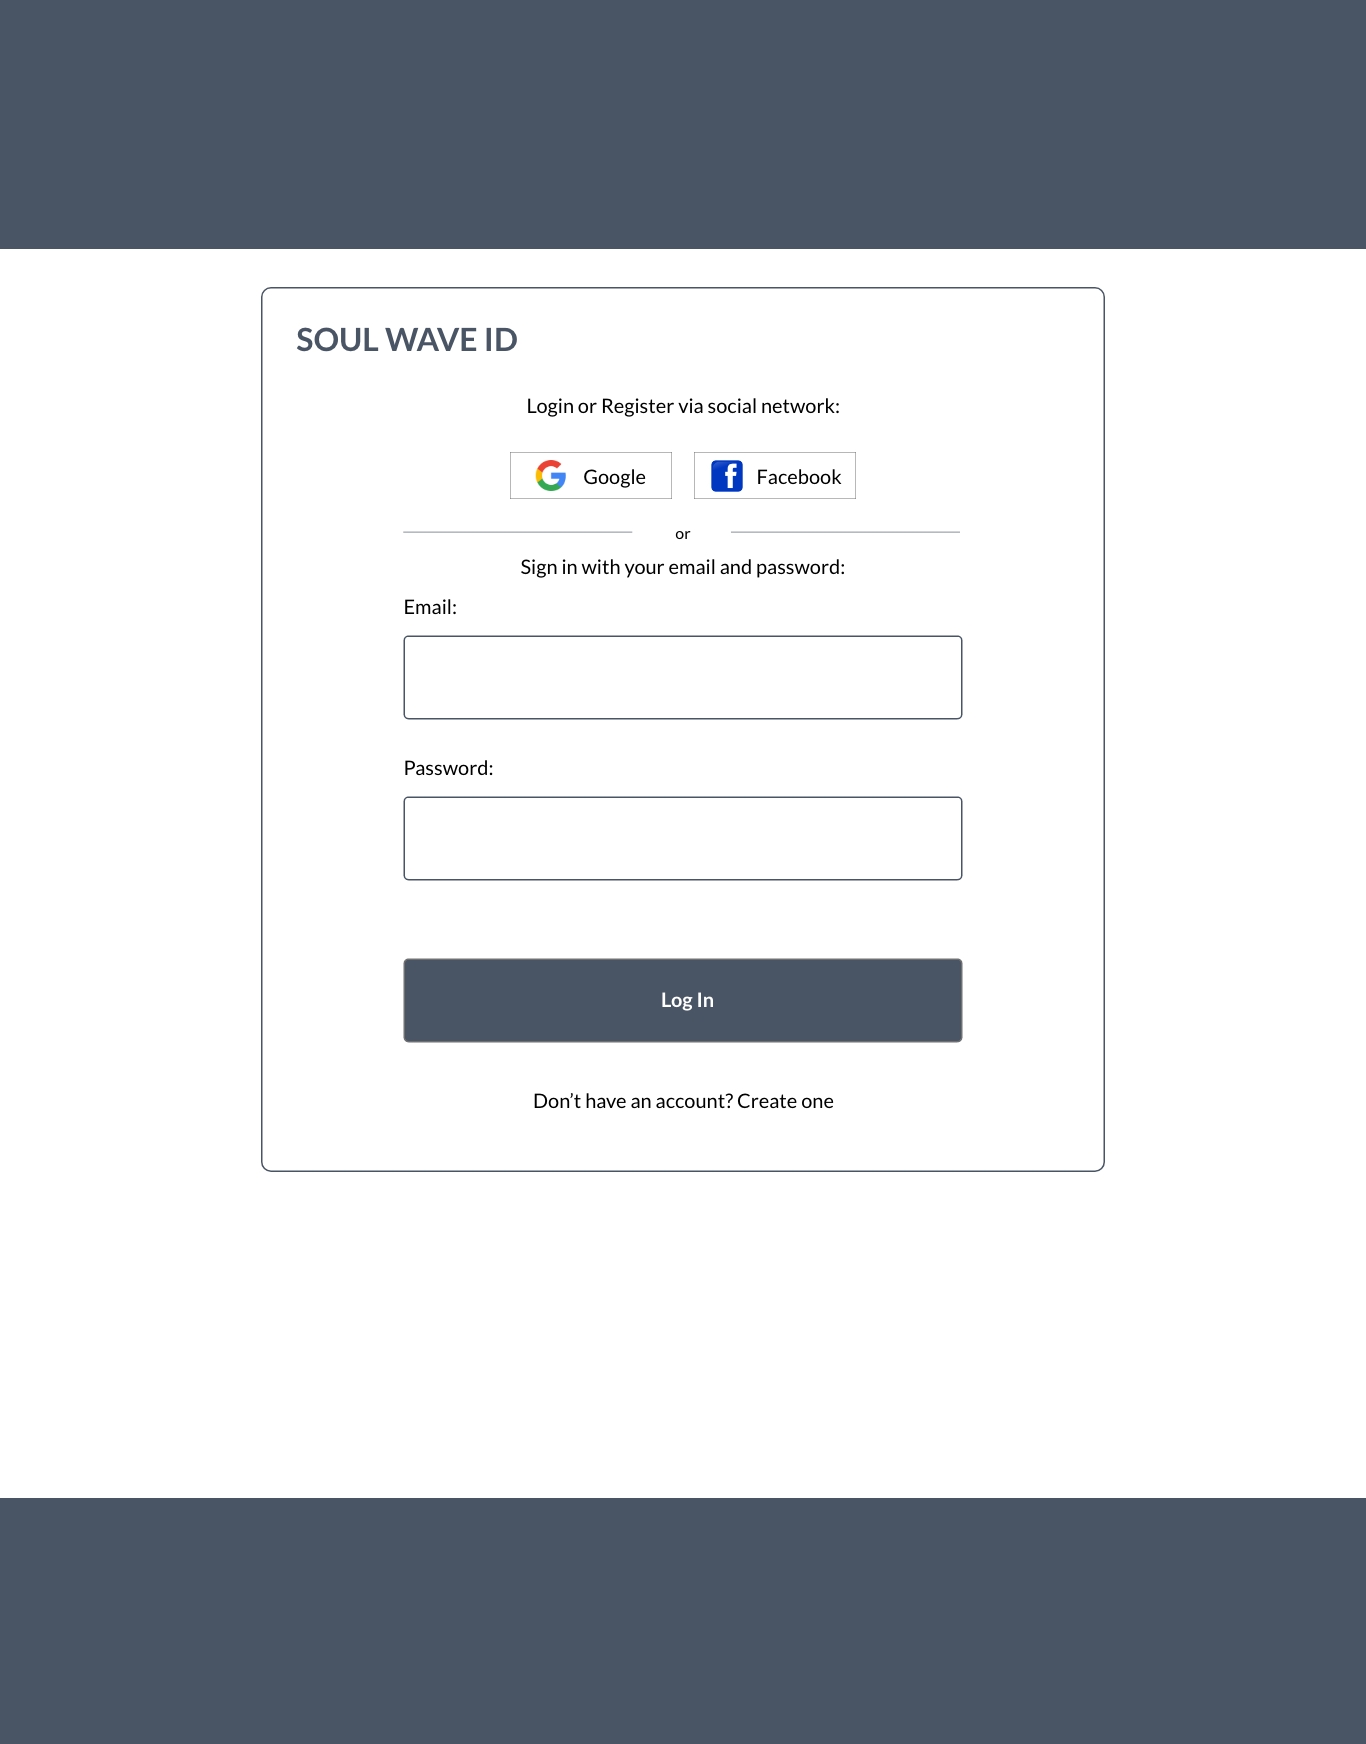 SOUL WAVE ID
Login or Register via social network:
Google
Facebook
or
Sign in with your email and password:
Email:
Password:
Log In
Don’t have an account? Create one